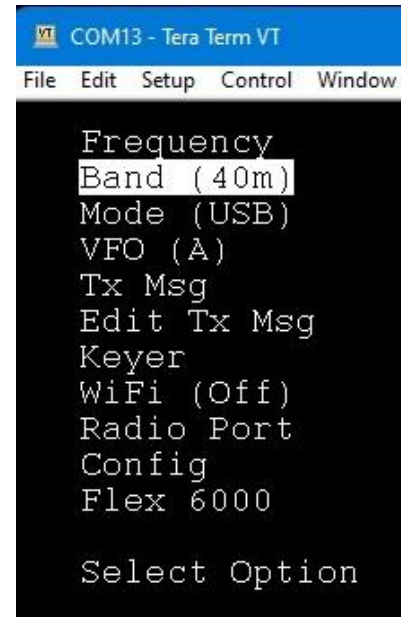 VT COM13 - Tera Term VT
File Edit Setup Control Window
Frequency
Band (40m)
Mode (USB)
VFO (A)
Tx Msg
Edit Tx Msg
Keyer
WiFi (Off)
Radio Port
Config
Flex 6000
Select Option